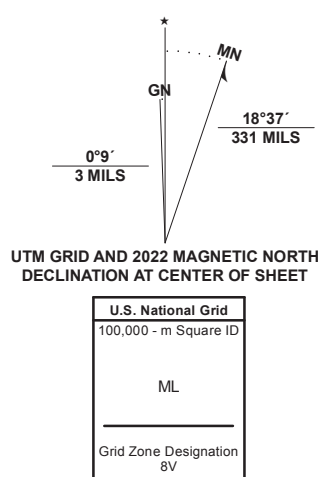 ★
MN
GN
18°37´
331 MILS
0°9´
3 MILS
UTM GRID AND 2022 MAGNETIC NORTH
DECLINATION AT CENTER OF SHEET
U.S. National Grid
100,000 - m Square ID
ML
Grid Zone Designation
8V